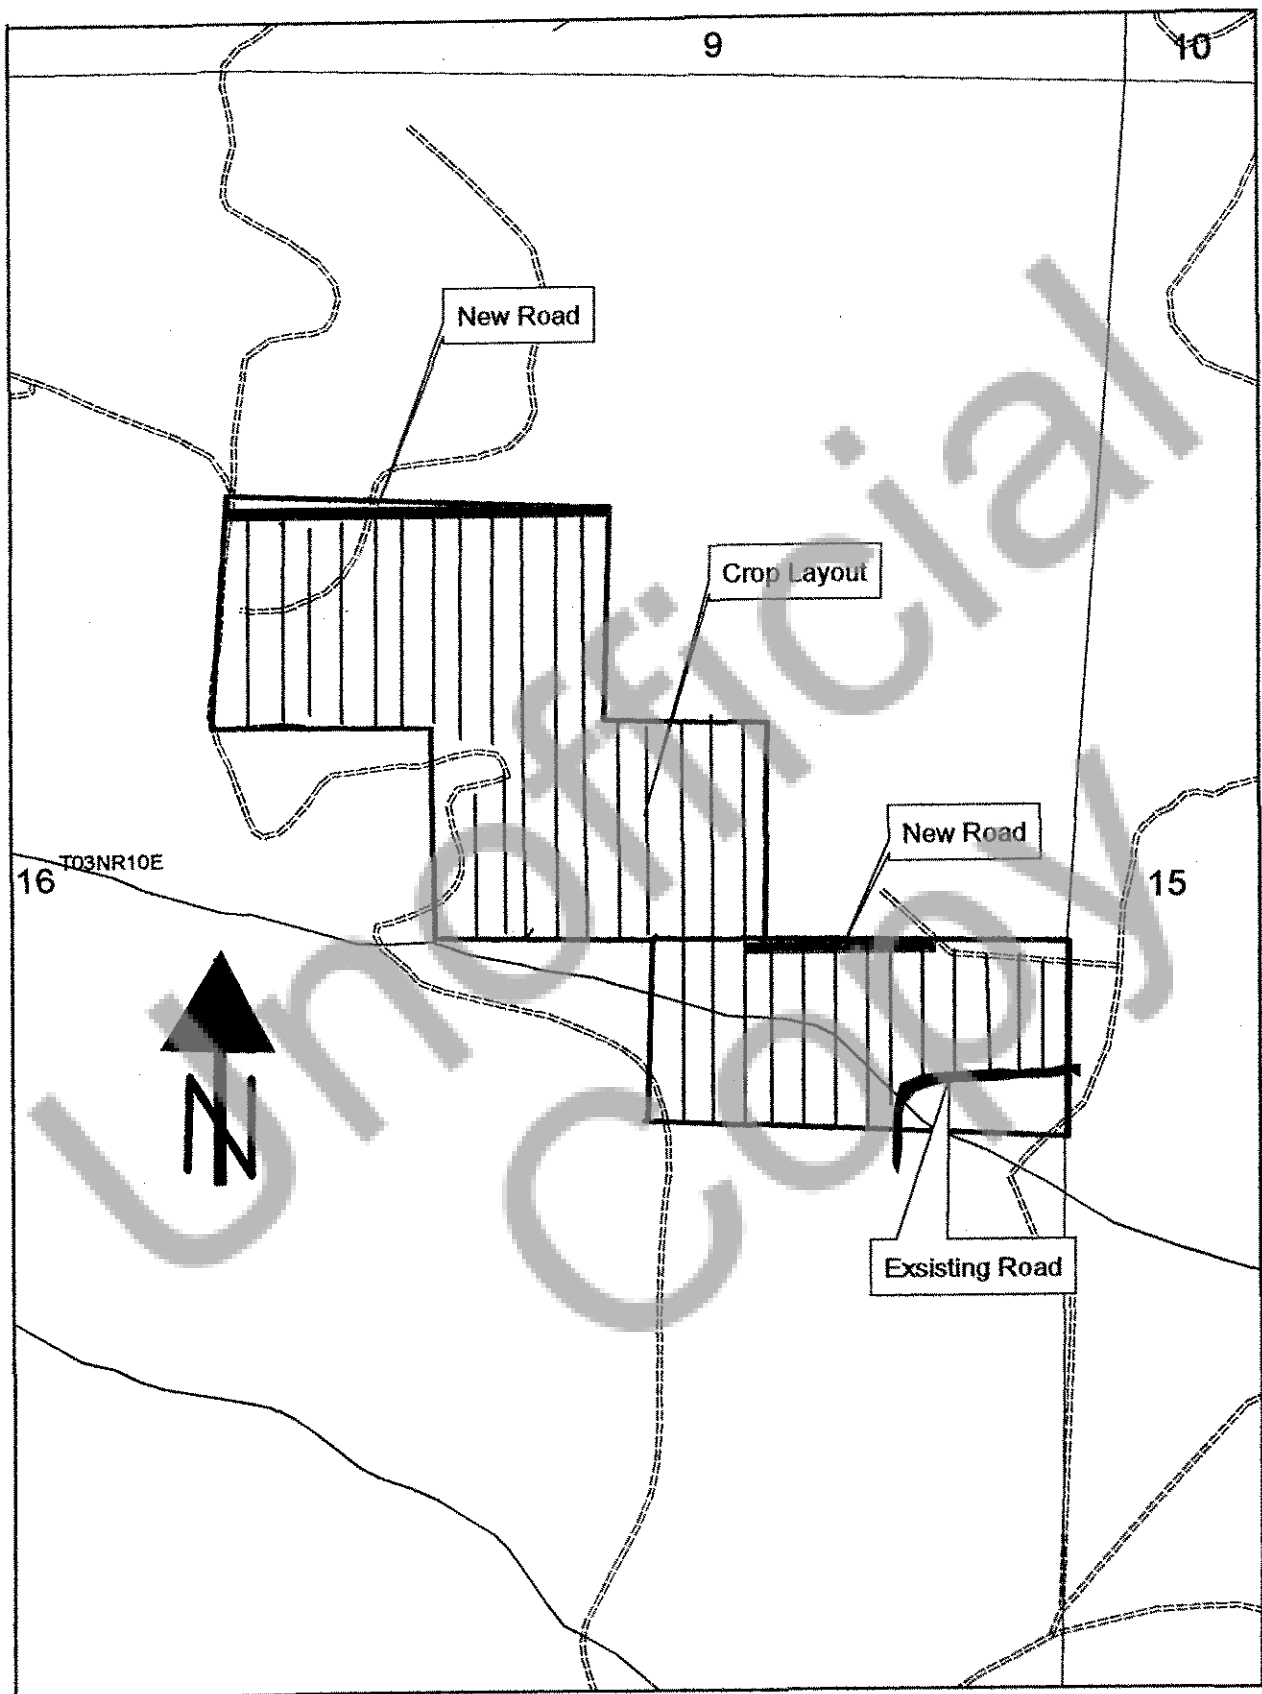 9
10
New Road
Crop Layout
New Road
T03NR10E
16
15
N
Exsisting Road
Unofficial
Copy